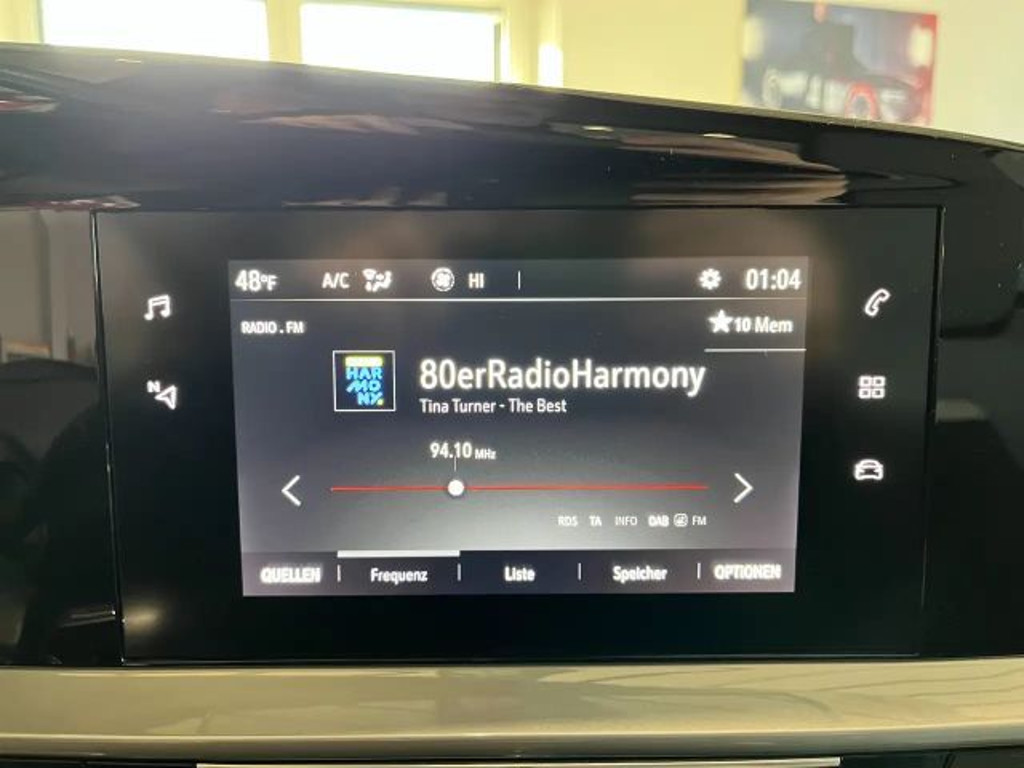 48°F A/C HI 01:04
RADIO . FM
10 Mem
HAR
MO
NY.
80erRadioHarmony
Tina Turner - The Best
94.10 MHz
N
RDS TA INFO DAB FM
QUELLEN Frequenz Liste Speicher OPTIONEN